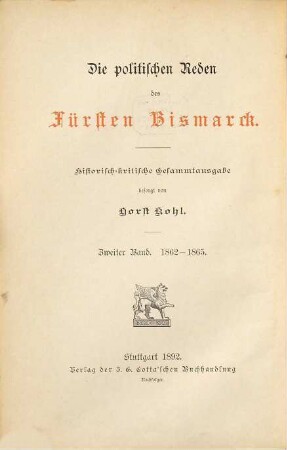 Die politischen Reden
des
Fürsten Bismarck.
Historisch-kritische Gesammtausgabe
besorgt von
Horst Kohl.
Zweiter Band. 1862–1865.
Stuttgart 1892.
Verlag der J. G. Cotta'schen Buchhandlung
Nachfolger.